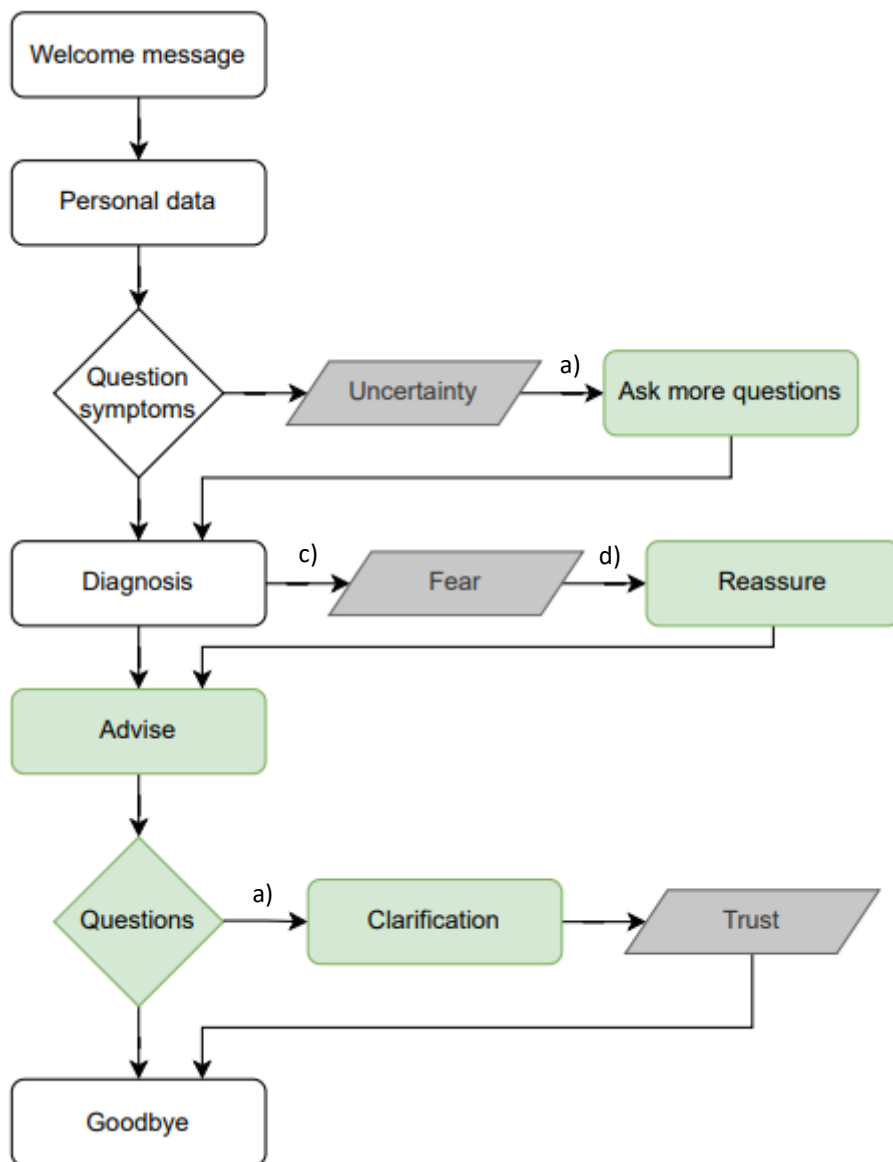 Welcome message
Personal data
Question
symptoms
Uncertainty
a)
Ask more questions
Diagnosis
c)
Fear
d)
Reassure
Advise
Questions
a)
Clarification
Trust
Goodbye